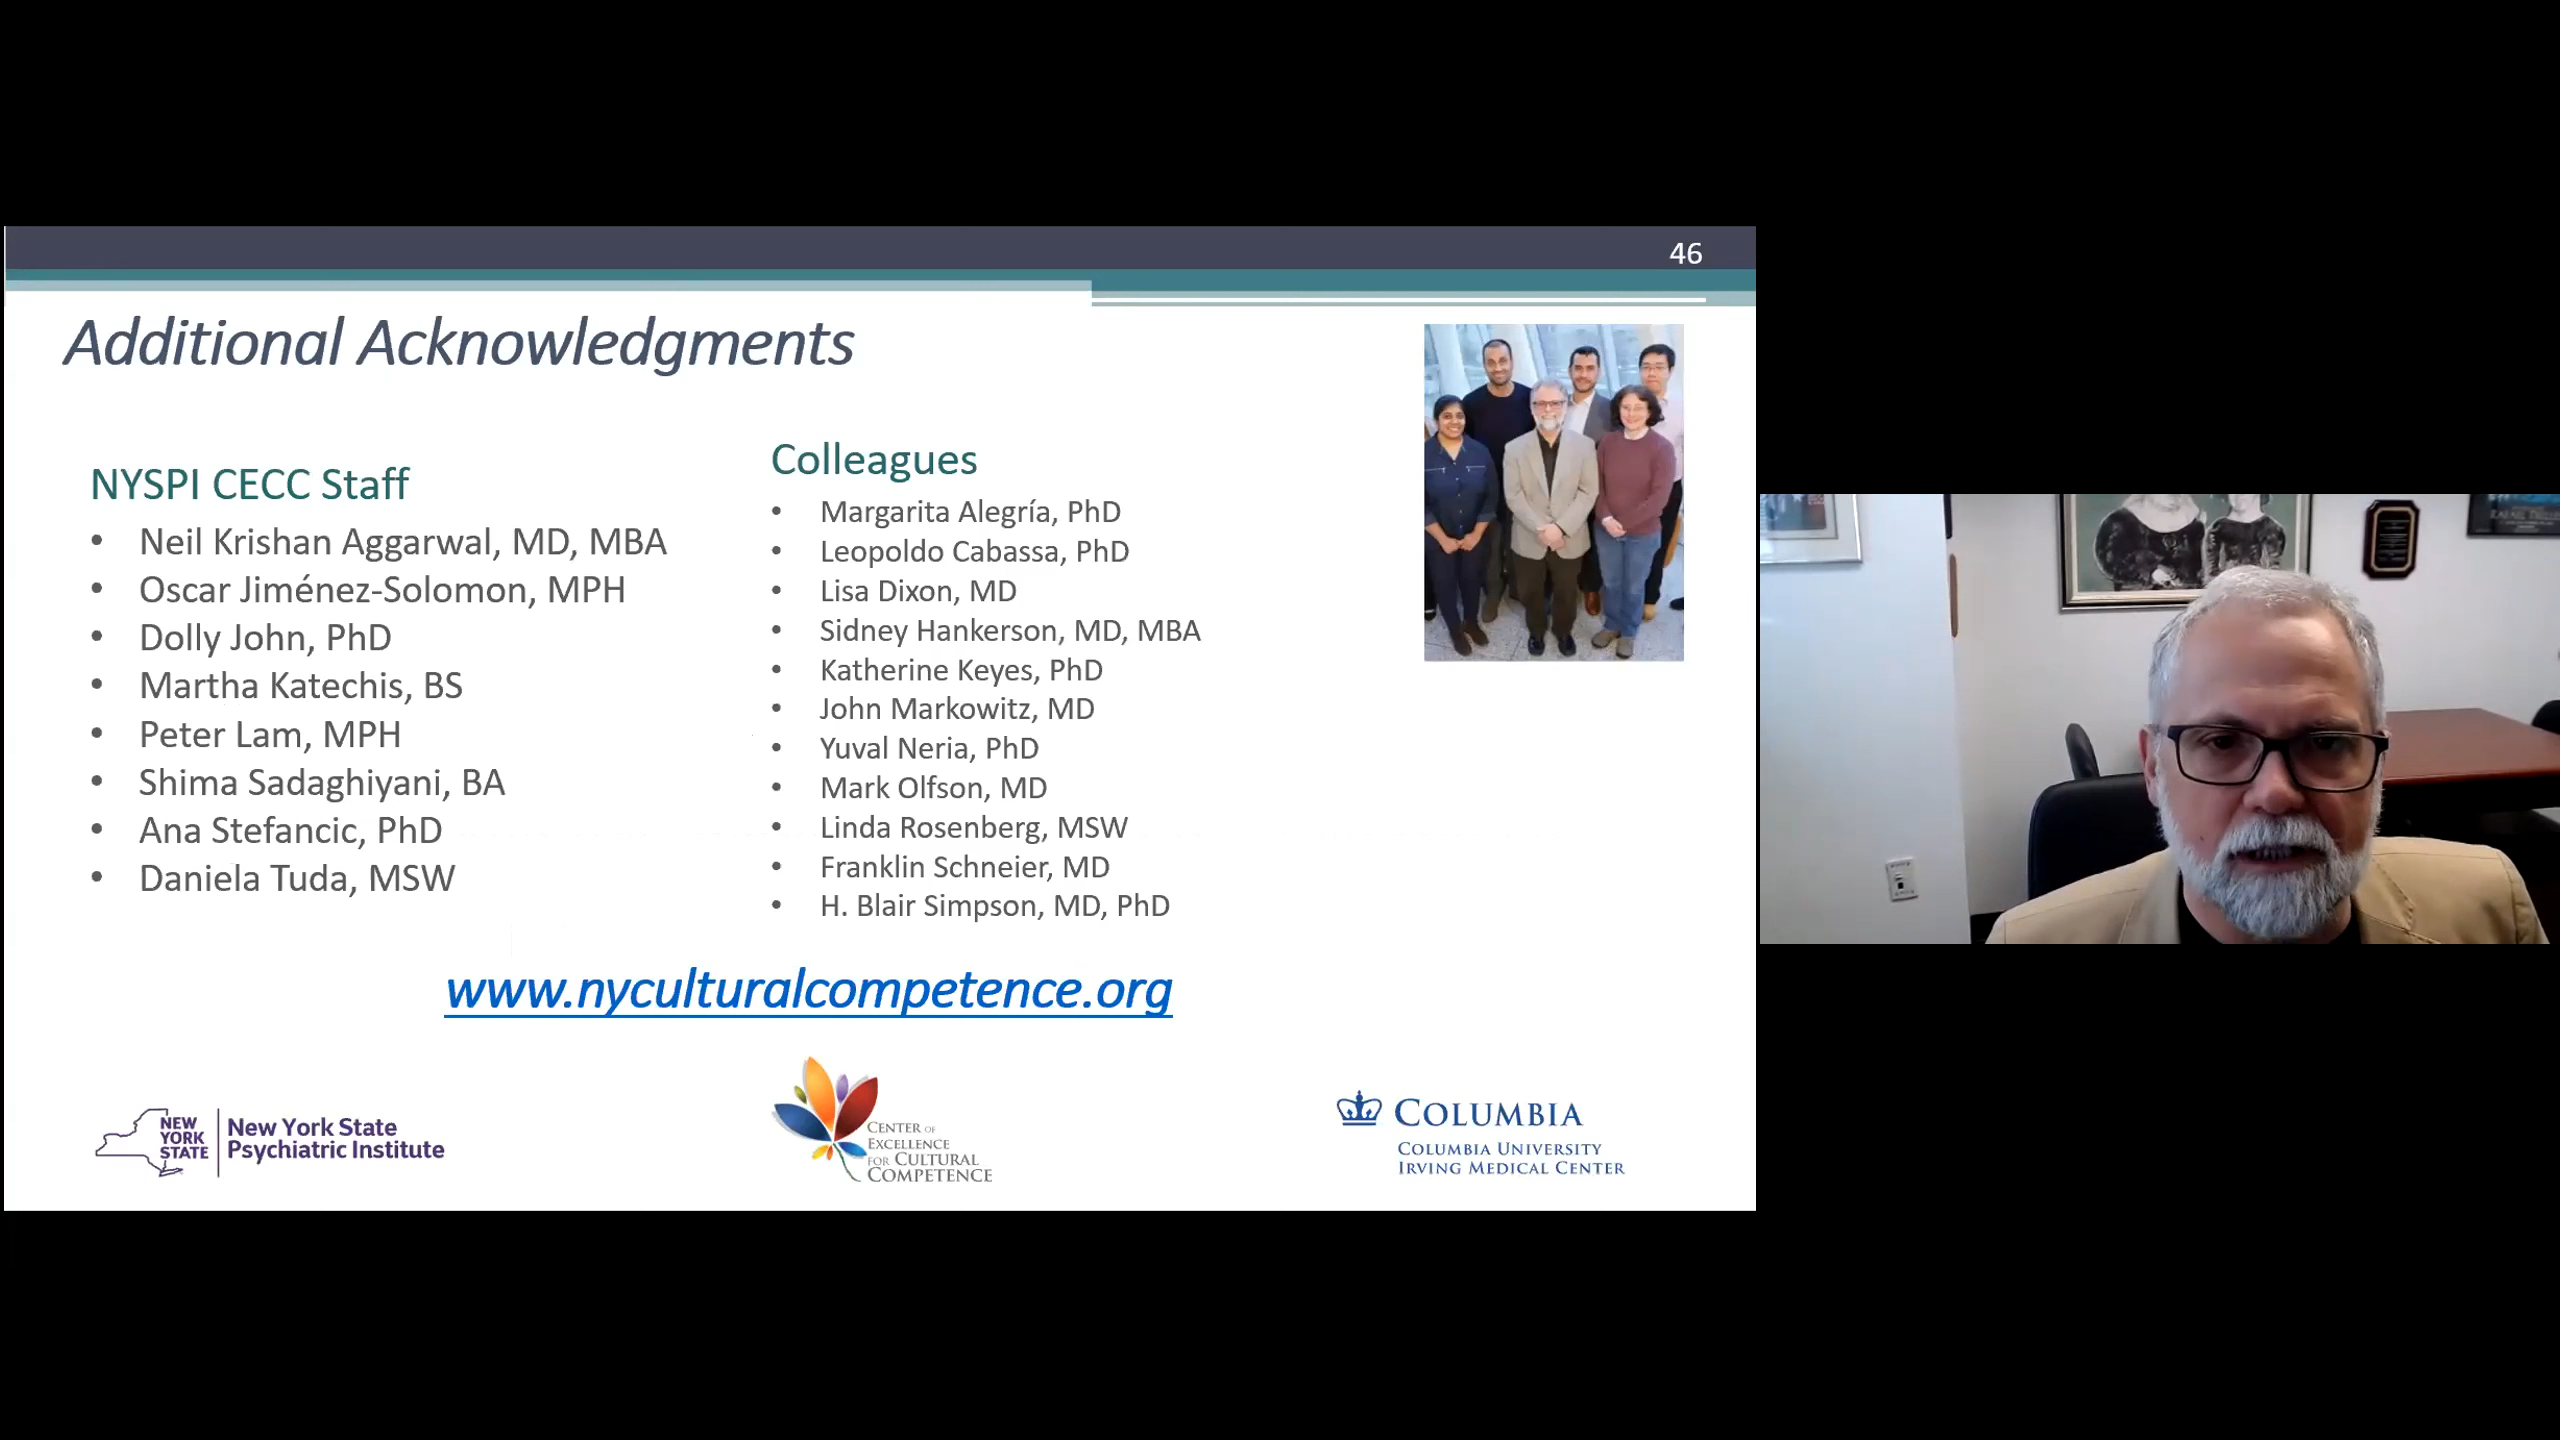 46
Additional Acknowledgments
NYSPI CECC Staff
• Neil Krishan Aggarwal, MD, MBA
• Oscar Jiménez-Solomon, MPH
• Dolly John, PhD
• Martha Katechis, BS
• Peter Lam, MPH
• Shima Sadaghiyani, BA
• Ana Stefancic, PhD
• Daniela Tuda, MSW
Colleagues
• Margarita Alegría, PhD
• Leopoldo Cabassa, PhD
• Lisa Dixon, MD
• Sidney Hankerson, MD, MBA
• Katherine Keyes, PhD
• John Markowitz, MD
• Yuval Neria, PhD
• Mark Olfson, MD
• Linda Rosenberg, MSW
• Franklin Schneier, MD
• H. Blair Simpson, MD, PhD
www.nyculturalcompetence.org
NEW
YORK
STATE
New York State
Psychiatric Institute
CENTER OF
EXCELLENCE
FOR CULTURAL
COMPETENCE
COLUMBIA
COLUMBIA UNIVERSITY
IRVING MEDICAL CENTER